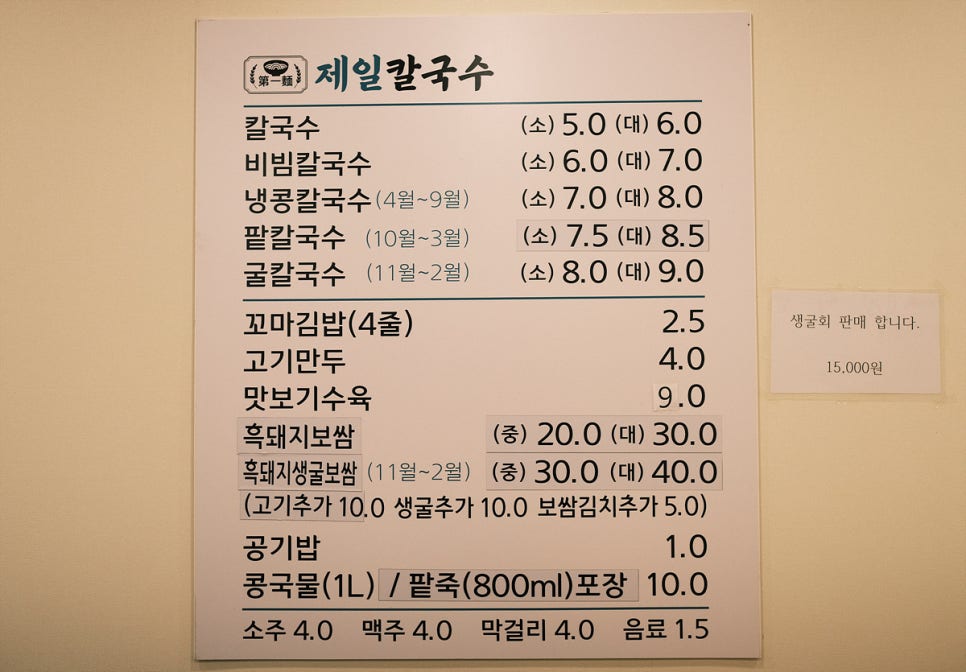 第一麵 제일칼국수
칼국수 (소) 5.0 (대) 6.0
비빔칼국수 (소) 6.0 (대) 7.0
냉콩칼국수 (4월~9월) (소) 7.0 (대) 8.0
팥칼국수 (10월~3월) (소) 7.5 (대) 8.5
굴칼국수 (11월~2월) (소) 8.0 (대) 9.0
꼬마김밥(4줄) 2.5
고기만두 4.0
맛보기수육 9.0
흑돼지보쌈 (중) 20.0 (대) 30.0
흑돼지생굴보쌈 (11월~2월) (중) 30.0 (대) 40.0
(고기추가 10.0 생굴추가 10.0 보쌈김치추가 5.0)
공기밥 1.0
콩국물(1L) / 팥죽(800ml)포장 10.0
소주 4.0 맥주 4.0 막걸리 4.0 음료 1.5
생굴회 판매 합니다.
15.000원